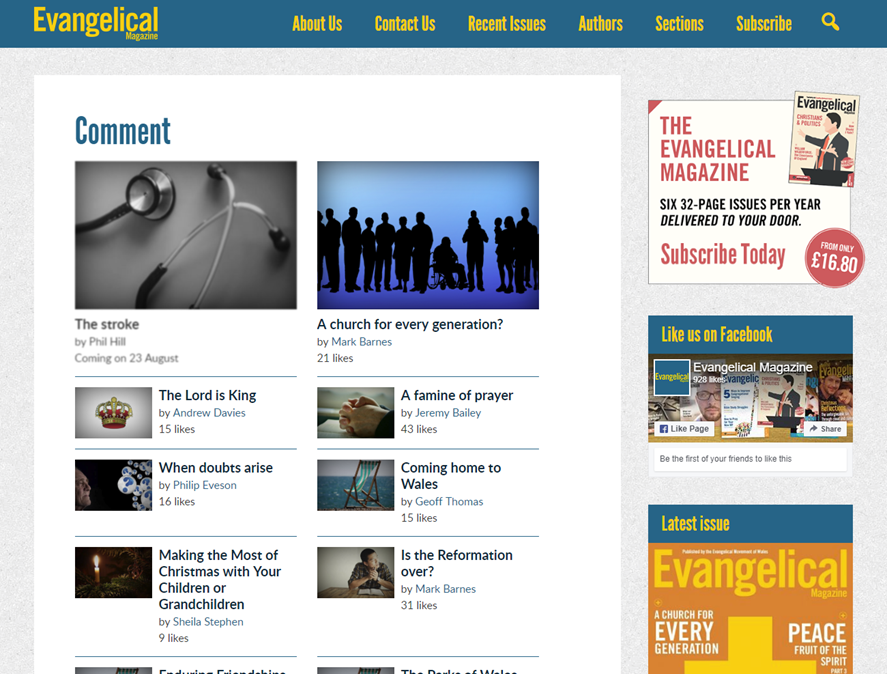 Evangelical
Magazine
About Us
Contact Us
Recent Issues
Authors
Sections
Subscribe
Comment
The stroke
by Phil Hill
Coming on 23 August
A church for every generation?
by Mark Barnes
21 likes
The Lord is King
by Andrew Davies
15 likes
A famine of prayer
by Jeremy Bailey
43 likes
When doubts arise
by Philip Eveson
16 likes
Coming home to
Wales
by Geoff Thomas
15 likes
Making the Most of
Christmas with Your
Children or
Grandchildren
by Sheila Stephen
9 likes
Is the Reformation
over?
by Mark Barnes
31 likes
THE
EVANGELICAL
MAGAZINE
SIX 32-PAGE ISSUES PER YEAR
DELIVERED TO YOUR DOOR.
Subscribe Today
FROM ONLY
£16.80
Evangelical
CHRISTIANS
& POLITICS
Like us on Facebook
Evangelical
Evangelical Magazine
928 likes
Like Page
Share
Be the first of your friends to like this
Latest issue
Published by the Evangelical Movement of Wales
Evangelical
Magazine
A CHURCH FOR
EVERY
GENERATION
PEACE
FRUIT OF THE
SPIRIT
PART 3